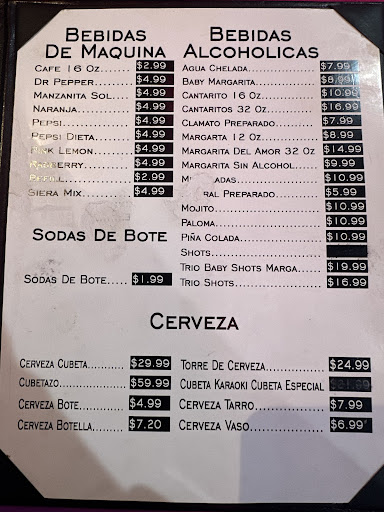 BEBIDAS
DE MAQUINA
CAFE 16 OZ....... $2.99
DR PEPPER........ $4.99
MANZANITA SOL.... $4.99
NARANJA.......... $4.99
PEPSI............ $4.99
PEPSI DIETA...... $4.99
LEMON....... $4.99
$4.99
$2.99
SIERA MIX........ $4.99
SODAS DE BOTE
SODAS DE BOTE..... $1.99
BEBIDAS
ALCOHOLICAS
AGUA CHELADA........ $7.99
BABY MARGARITA......
CANTARITO 16 OZ..... $10.99
CANTARITOS 32 OZ.... $16.99
CLAMATO PREPARADO... $7.99
MARGARTA 12 OZ...... $8.99
MARGARITA DEL AMOR 32 OZ $14.99
MARGARITA SIN ALCOHOL.. $9.99
$10.99
PREPARADO...... $5.99
MOJITO.............. $10.99
PALOMA.............. $10.99
PIÑA COLADA......... $10.99
SHOTS...............
TRIO BABY SHOTS MARGA...... $19.99
TRIO SHOTS.......... $16.99
CERVEZA
CERVEZA CUBETA........... $29.99
CUBETAZO................. $59.99
CERVEZA BOTE............. $4.99
CERVEZA BOTELLA.......... $7.20
TORRE DE CERVEZA............ $24.99
CUBETA KARAOKI CUBETA ESPECIAL
CERVEZA TARRO............... $7.99
CERVEZA VASO................ $6.99